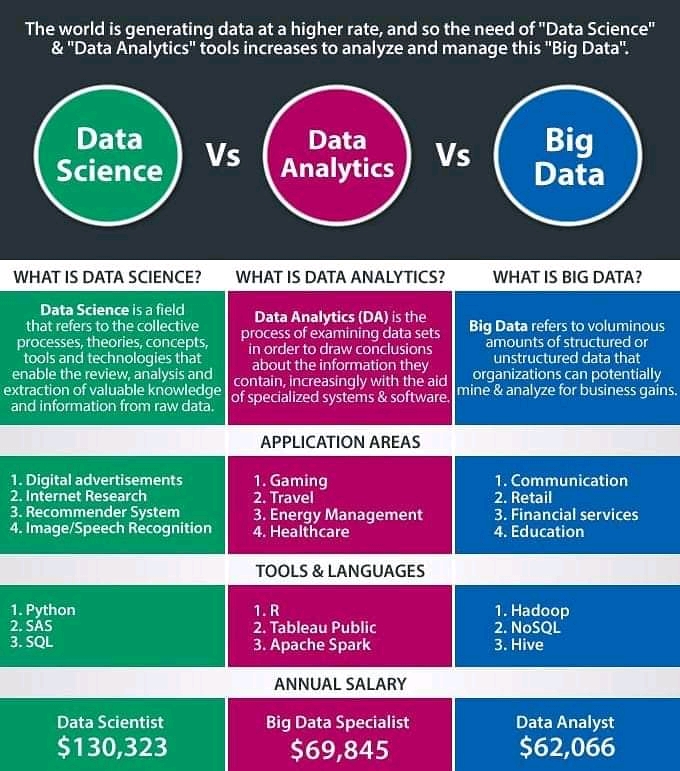 The world is generating data at a higher rate, and so the need of "Data Science"
& "Data Analytics" tools increases to analyze and manage this "Big Data".
Data
Science
Vs
Data
Analytics
Vs
Big
Data
WHAT IS DATA SCIENCE?
Data Science is a field
that refers to the collective
processes, theories, concepts,
tools and technologies that
enable the review, analysis and
extraction of valuable knowledge
and information from raw data.
WHAT IS DATA ANALYTICS?
Data Analytics (DA) is the
process of examining data sets
in order to draw conclusions
about the information they
contain, increasingly with the aid
of specialized systems & software.
WHAT IS BIG DATA?
Big Data refers to voluminous
amounts of structured or
unstructured data that
organizations can potentially
mine & analyze for business gains.
APPLICATION AREAS
1. Digital advertisements
2. Internet Research
3. Recommender System
4. Image/Speech Recognition
1. Gaming
2. Travel
3. Energy Management
4. Healthcare
1. Communication
2. Retail
3. Financial services
4. Education
TOOLS & LANGUAGES
1. Python
2. SAS
3. SQL
1. R
2. Tableau Public
3. Apache Spark
1. Hadoop
2. NoSQL
3. Hive
ANNUAL SALARY
Data Scientist
$130,323
Big Data Specialist
$69,845
Data Analyst
$62,066